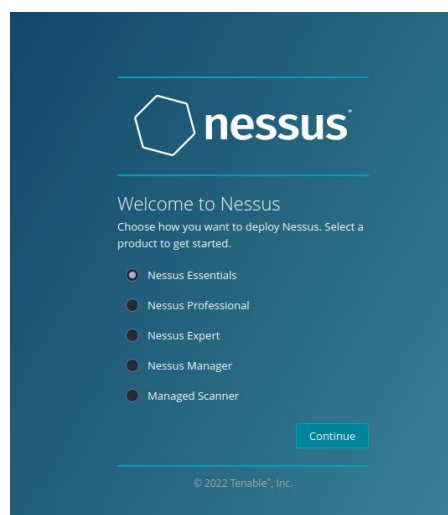 nessus
Welcome to Nessus
Choose how you want to deploy Nessus. Select a
product to get started.
Nessus Essentials
Nessus Professional
Nessus Expert
Nessus Manager
Managed Scanner
Continue
© 2022 Tenable™, Inc.